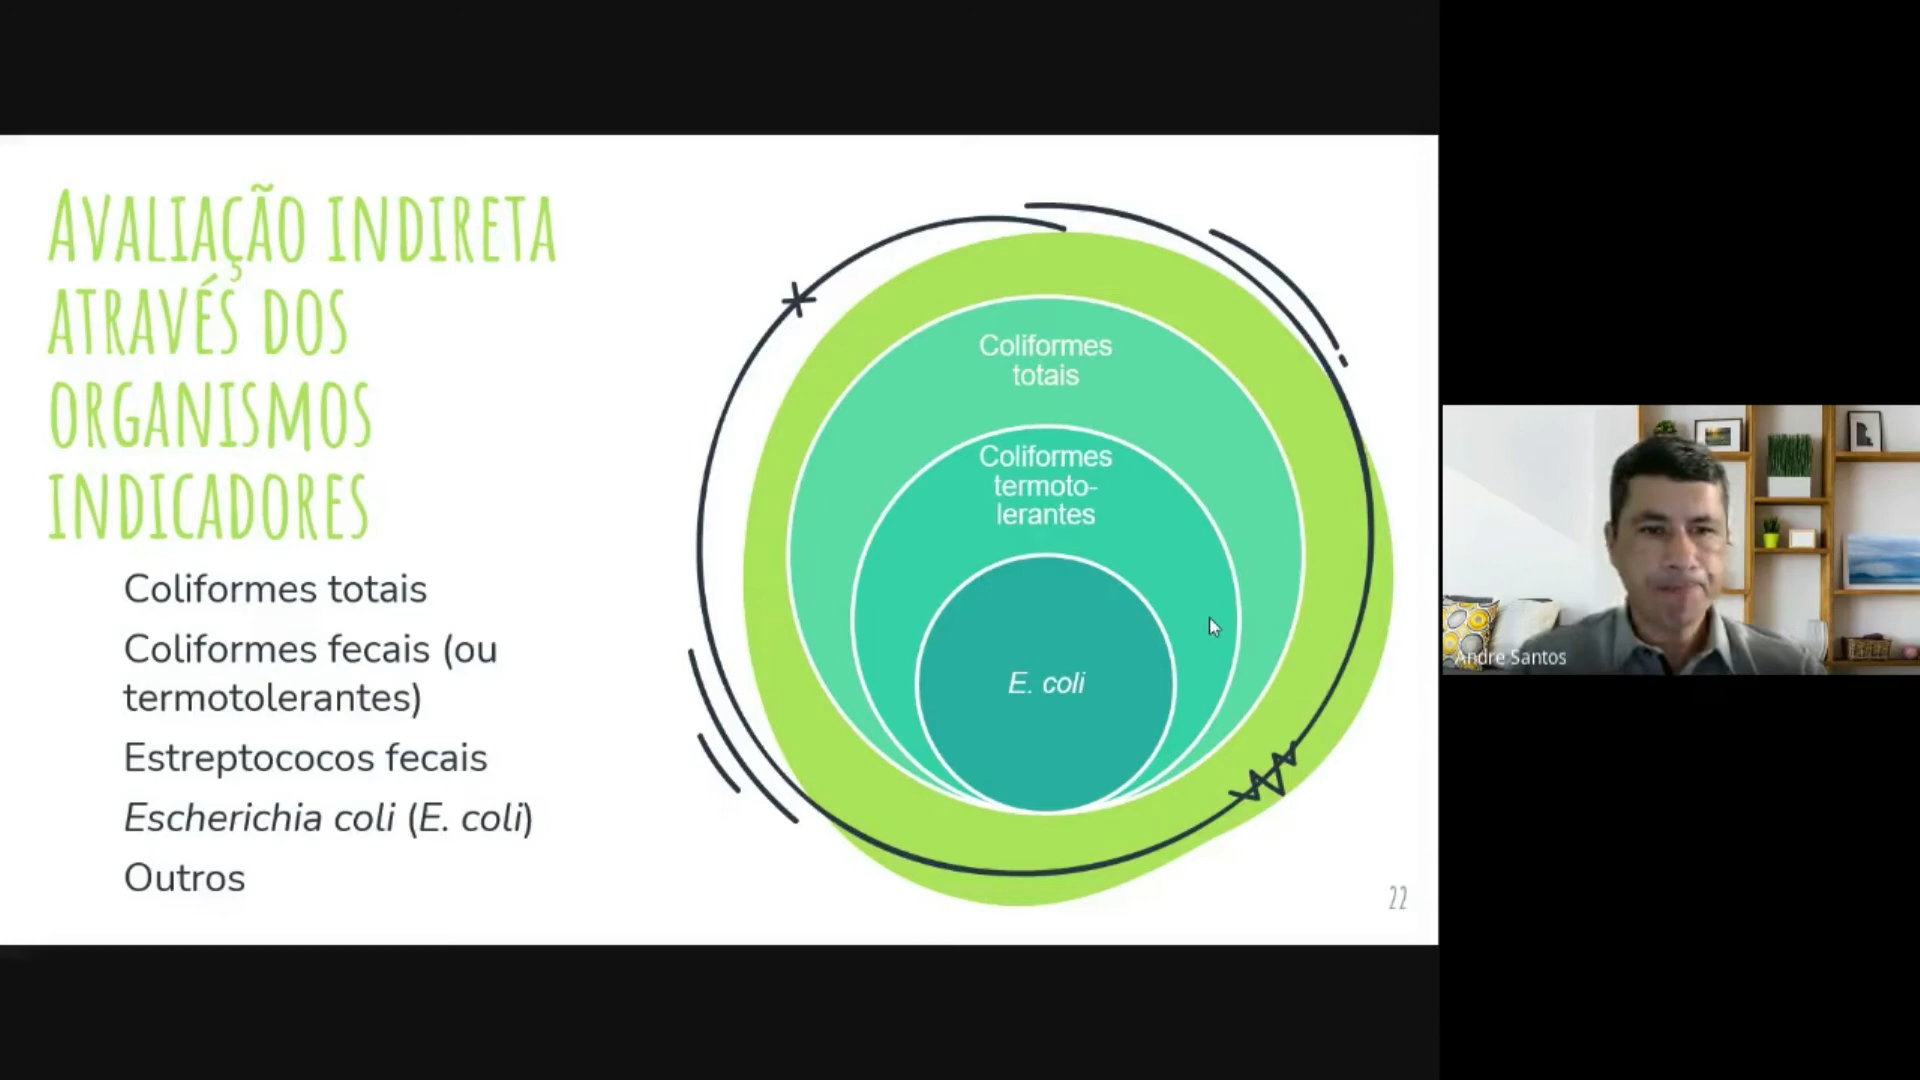 AVALIAÇÃO INDIRETA
ATRAVÉS DOS
ORGANISMOS
INDICADORES
Coliformes totais
Coliformes fecais (ou
termotolerantes)
Estreptococos fecais
Escherichia coli (E. coli)
Outros
Coliformes
totais
Coliformes
termoto-
lerantes
E. coli
22
Andre Santos